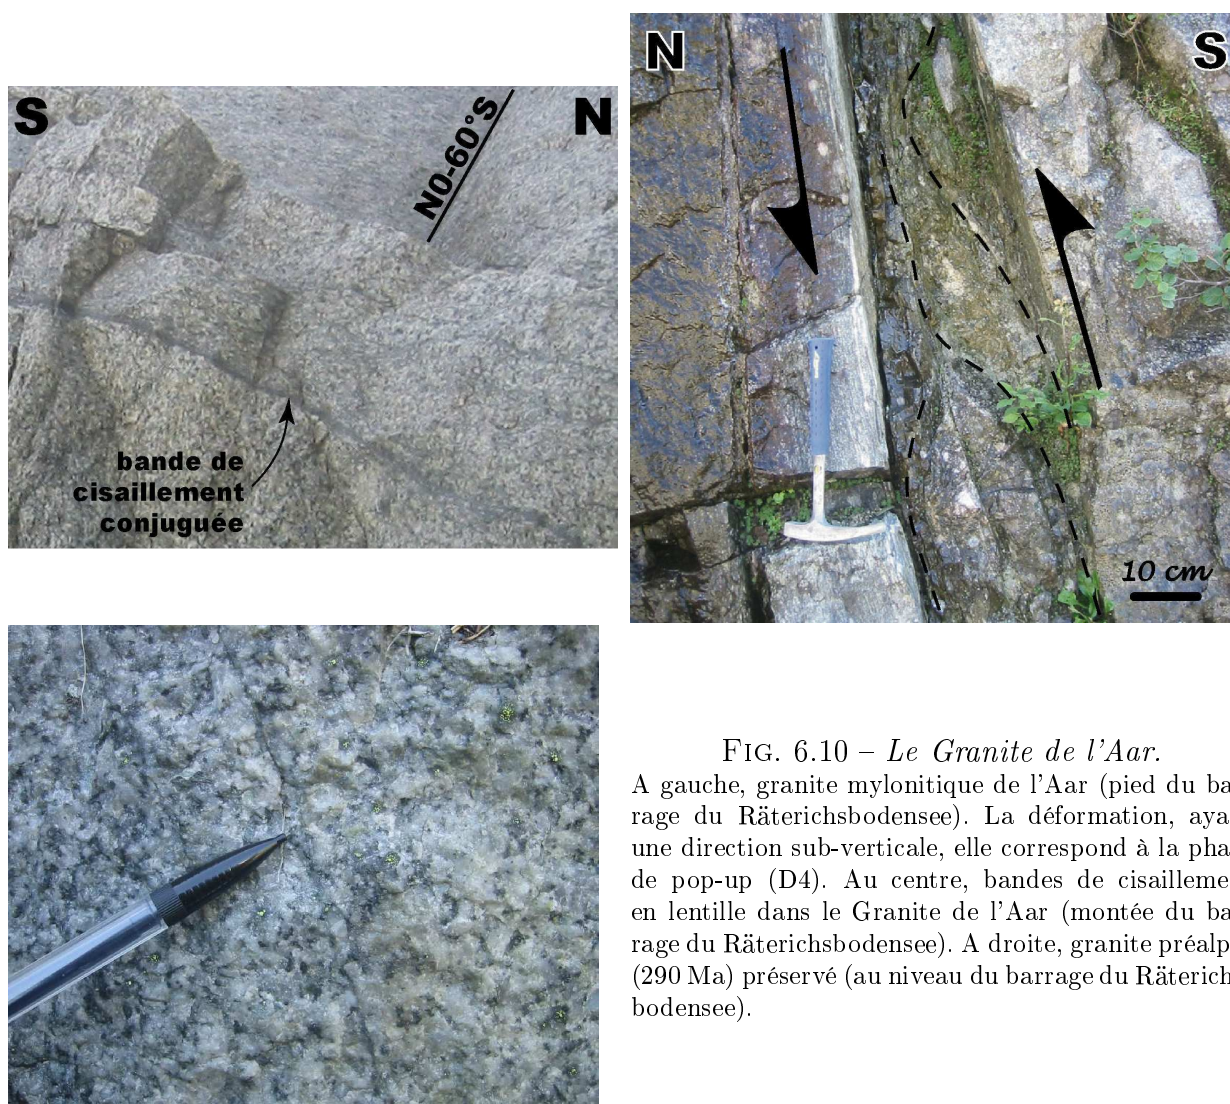 S
N
N0-60°S
bande de
cisaillement
conjuguée
N
S
10 cm
FIG. 6.10 – Le Granite de l'Aar.
A gauche, granite mylonitique de l'Aar (pied du ba
rage du Räterichsbodensee). La déformation, aya
une direction sub-verticale, elle correspond à la pha
de pop-up (D4). Au centre, bandes de cisailleme
en lentille dans le Granite de l'Aar (montée du ba
rage du Räterichsbodensee). A droite, granite préalp
(290 Ma) préservé (au niveau du barrage du Räterich
bodensee).